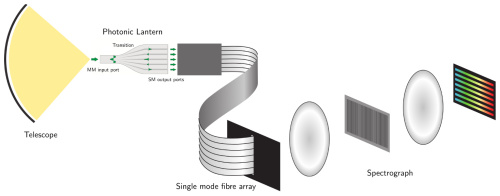 Photonic Lantern
Transition
MM input port
SM output ports
Telescope
Single mode fibre array
Spectrograph